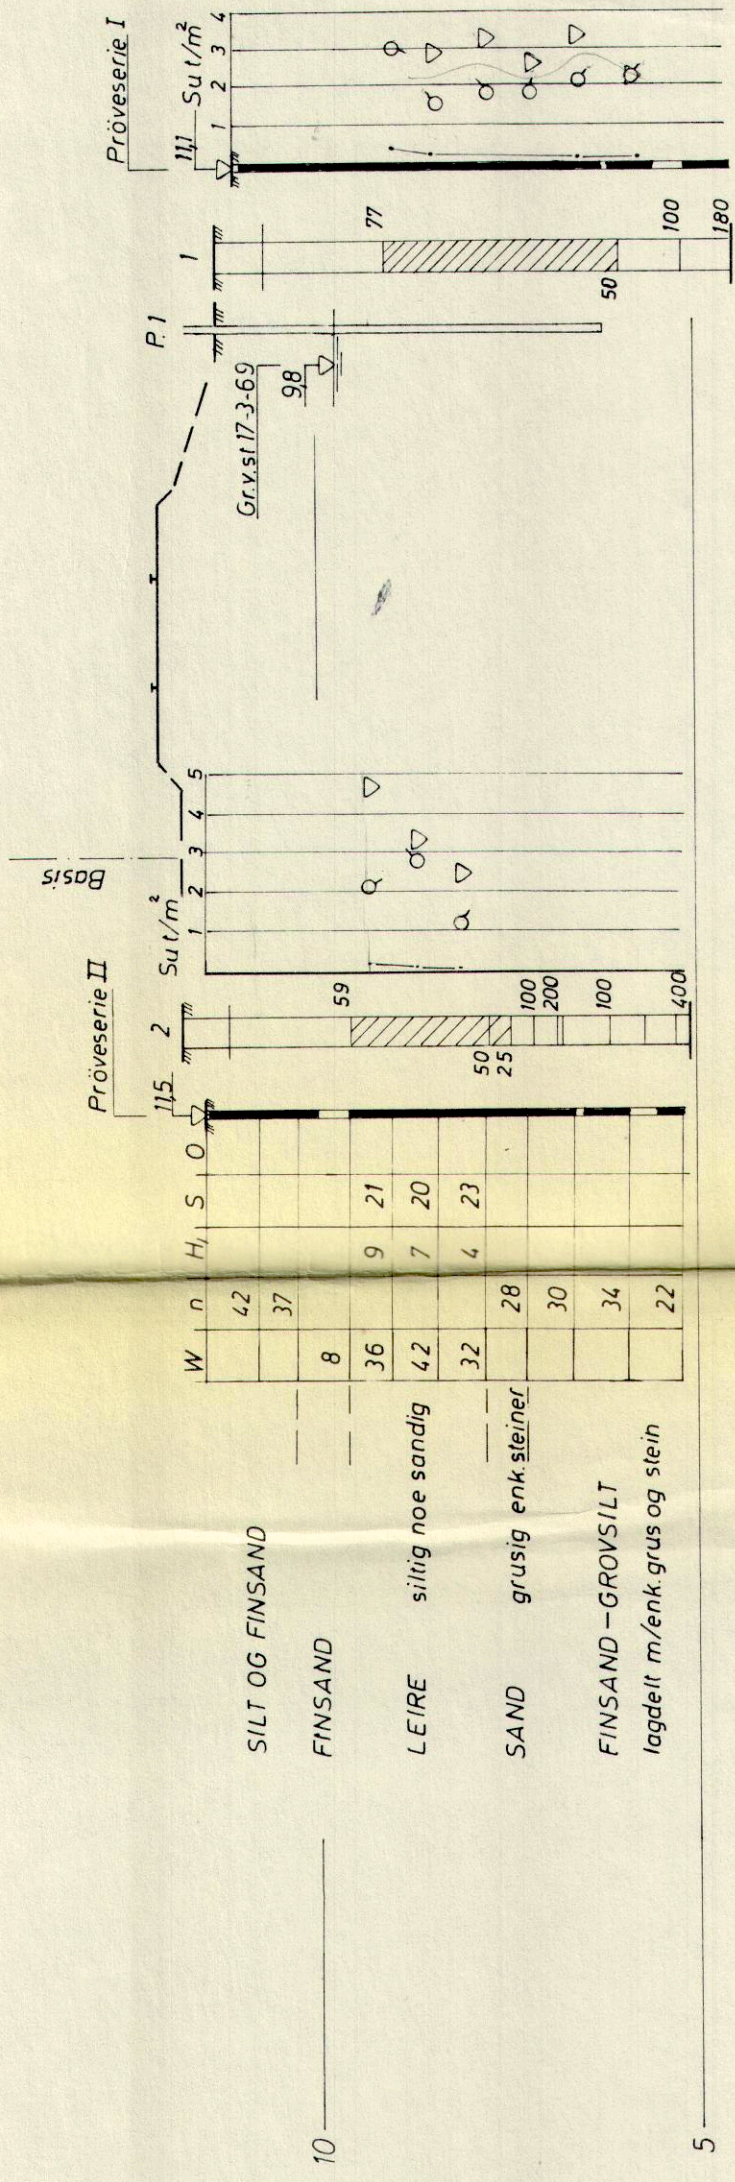 Pröveserie II
11,5
2
Su t/m²
1 2 3 4 5
Basis
Pröveserie I
11,1
Su t/m²
1 2 3 4
P. 1
1
Gr.v.st 17-3-69
9,8
W n H₁ S O
SILT OG FINSAND
42
37
FINSAND
8
LEIRE siltig noe sandig
36 9 21
42 7 20
32 4 23
SAND grusig enk. steiner
28
30
FINSAND – GROVSILT
34
lagdelt m/enk. grus og stein
22
59
50
25
100
200
100
400
77
50
100
180
10
5